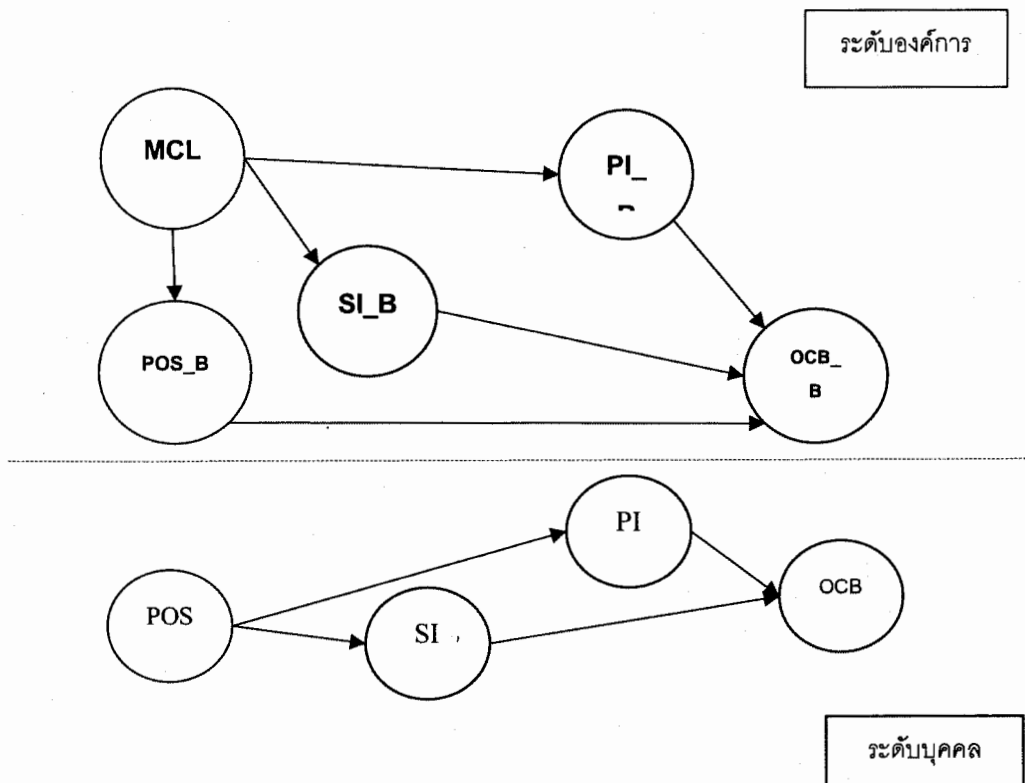 ระดับองค์การ
MCL
PI_
SI_B
POS_B
OCB_
B
PI
POS
SI
OCB
ระดับบุคคล